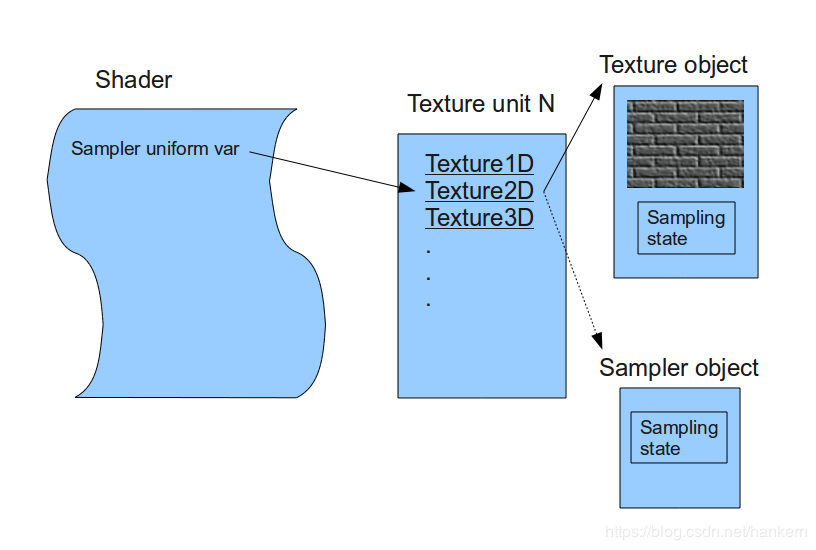 Shader
Sampler uniform var
Texture unit N
Texture1D
Texture2D
Texture3D
.
.
.
Texture object
Sampling
state
Sampler object
Sampling
state
https://blog.csdn.net/hankern